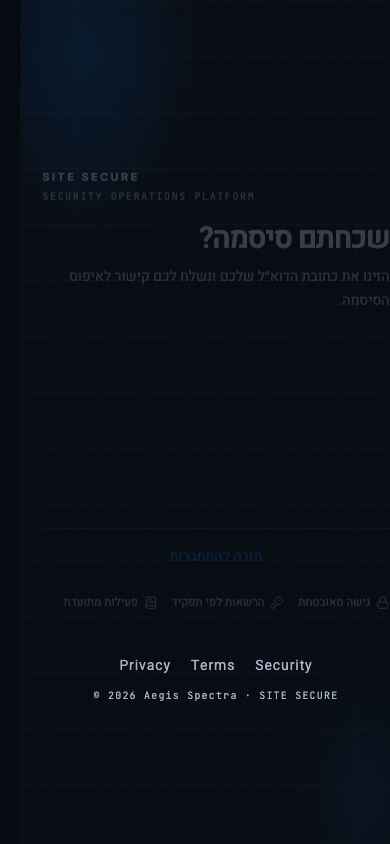 SITE SECURE
SECURITY OPERATIONS PLATFORM
שכחתם סיסמה?
הזינו את כתובת הדוא״ל שלכם ונשלח לכם קישור לאיפוס
הסיסמה.
חזרה להתחברות
גישה מאובטחת הרשאות לפי תפקיד פעילות מתועדת
Privacy Terms Security
© 2026 Aegis Spectra · SITE SECURE